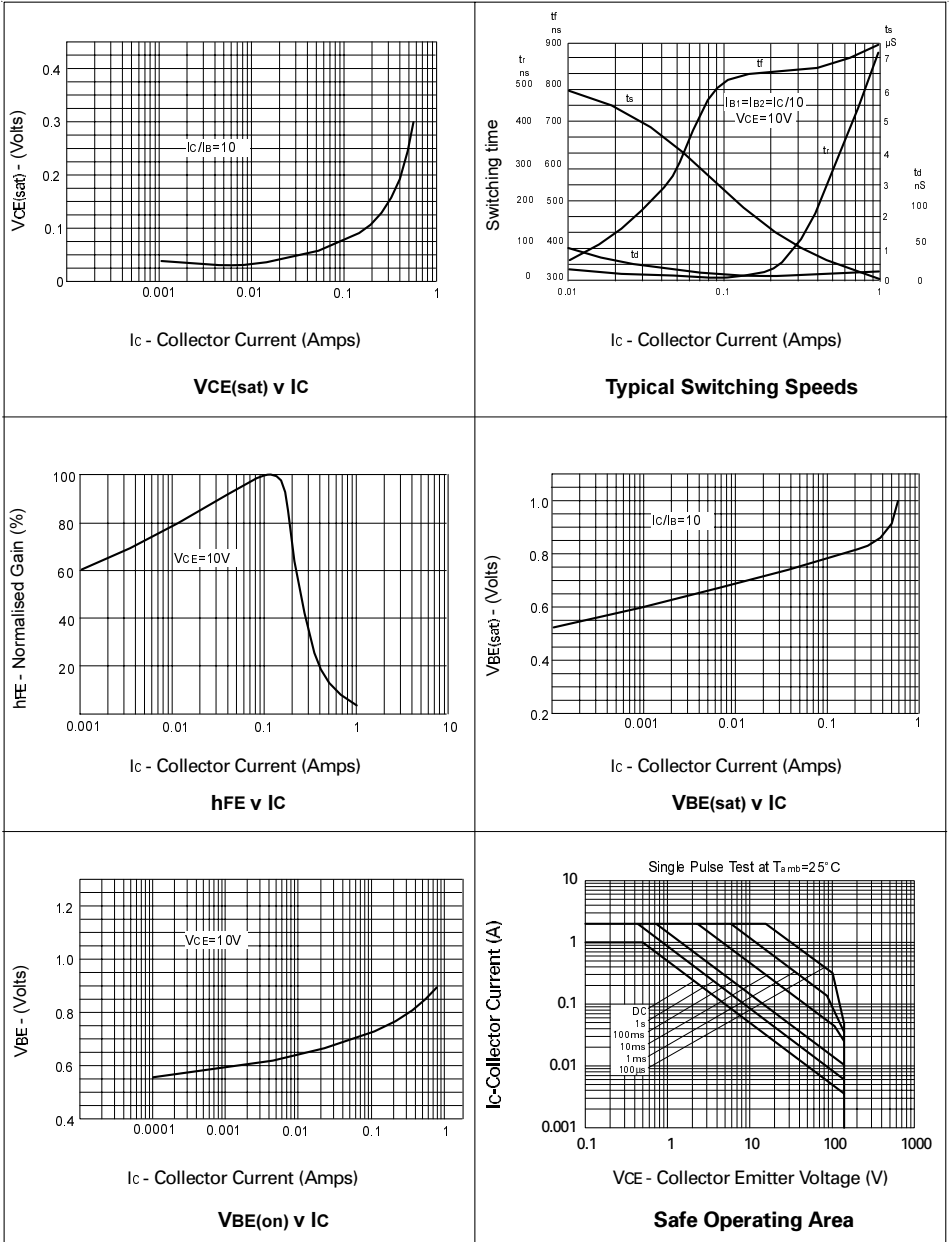 0.4
0.3
0.2
0.1
0
0.001
0.01
0.1
1
VCE(sat) - (Volts)
IC/IB=10
IC - Collector Current (Amps)
VCE(sat) v IC
tf
ns
900
800
700
600
500
400
300
tr
ns
500
400
300
200
100
0
ts
µS
7
6
5
4
3
2
1
0
td
nS
100
50
0
Switching time
tf
ts
IB1=IB2=IC/10
VCE=10V
tr
td
0.01
0.1
1
IC - Collector Current (Amps)
Typical Switching Speeds
100
80
60
40
20
0.001
0.01
0.1
1
10
hFE - Normalised Gain (%)
VCE=10V
IC - Collector Current (Amps)
hFE v IC
1.0
0.8
0.6
0.4
0.2
0.001
0.01
0.1
1
VBE(sat) - (Volts)
IC/IB=10
IC - Collector Current (Amps)
VBE(sat) v IC
1.2
1.0
0.8
0.6
0.4
0.0001
0.001
0.01
0.1
1
VBE - (Volts)
VCE=10V
IC - Collector Current (Amps)
VBE(on) v IC
Single Pulse Test at Tamb=25°C
10
1
0.1
0.01
0.001
0.1
1
10
100
1000
IC-Collector Current (A)
DC
1s
100ms
10ms
1ms
100µs
VCE - Collector Emitter Voltage (V)
Safe Operating Area